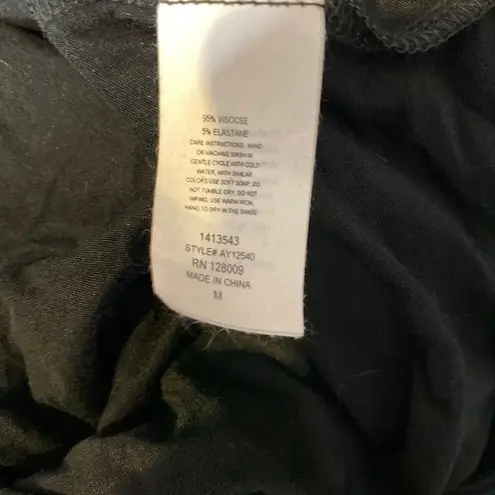 95% VISOCSE
5% ELASTANE
CARE INSTRUCTIONS : HAND
OR MACHINE WASH IN
GENTLE CYCLE WITH COLD
WATER, WITH SIMILAR
COLORS USE SOFT SOAP, DO
NOT TUMBLE DRY, DO NOT
WRING, USE WARM IRON,
HANG TO DRY IN THE SHADE
1413543
STYLE# AY12540
RN 128009
MADE IN CHINA
M